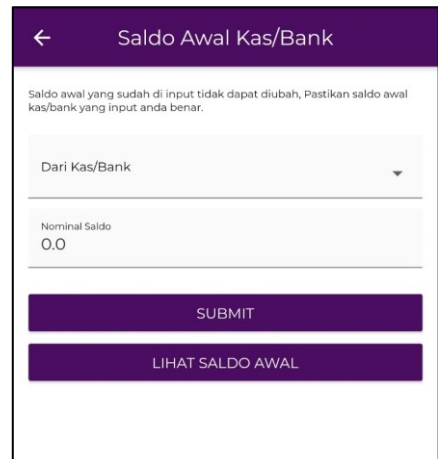 Saldo Awal Kas/Bank
Saldo awal yang sudah di input tidak dapat diubah, Pastikan saldo awal
kas/bank yang input anda benar.
Dari Kas/Bank
Nominal Saldo
0.0
SUBMIT
LIHAT SALDO AWAL